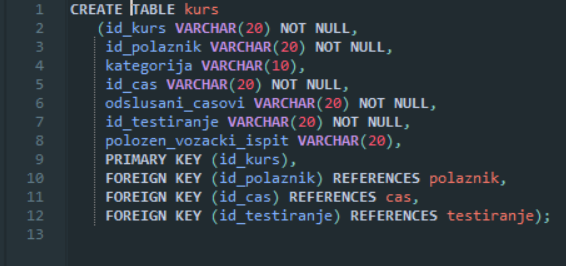 1 CREATE TABLE kurs
2 (id_kurs VARCHAR(20) NOT NULL,
3 id_polaznik VARCHAR(20) NOT NULL,
4 kategorija VARCHAR(10),
5 id_cas VARCHAR(20) NOT NULL,
6 odslusani_casovi VARCHAR(20) NOT NULL,
7 id_testiranje VARCHAR(20) NOT NULL,
8 polozen_vozacki_ispit VARCHAR(20),
9 PRIMARY KEY (id_kurs),
10 FOREIGN KEY (id_polaznik) REFERENCES polaznik,
11 FOREIGN KEY (id_cas) REFERENCES cas,
12 FOREIGN KEY (id_testiranje) REFERENCES testiranje);
13